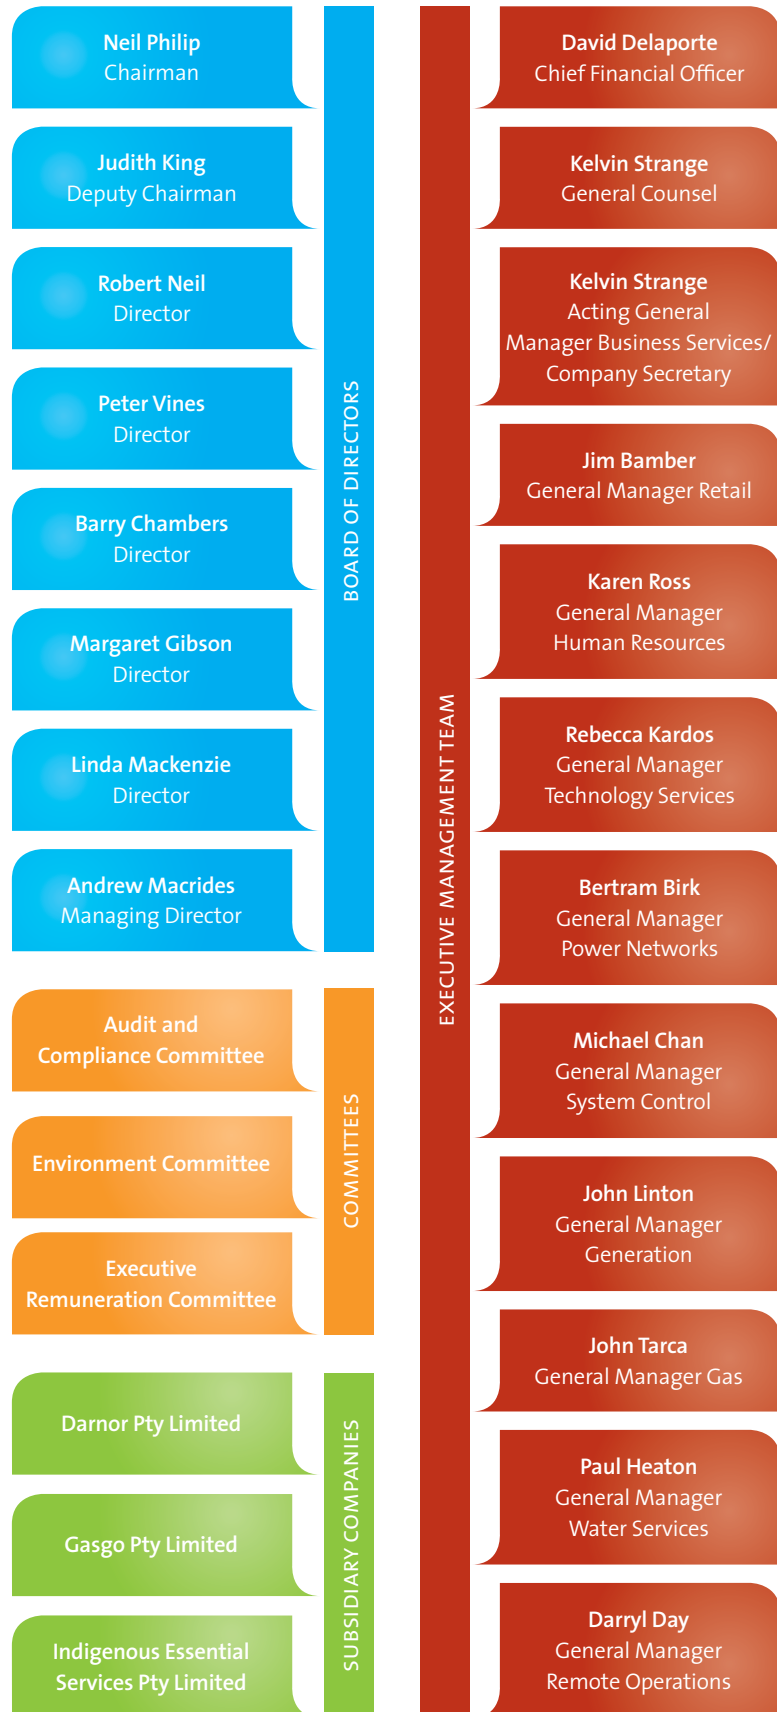 Neil Philip
Chairman
Judith King
Deputy Chairman
Robert Neil
Director
Peter Vines
Director
Barry Chambers
Director
Margaret Gibson
Director
Linda Mackenzie
Director
Andrew Macrides
Managing Director
BOARD OF DIRECTORS
Audit and
Compliance Committee
Environment Committee
Executive
Remuneration Committee
COMMITTEES
Darnor Pty Limited
Gasgo Pty Limited
Indigenous Essential
Services Pty Limited
SUBSIDIARY COMPANIES
EXECUTIVE MANAGEMENT TEAM
David Delaporte
Chief Financial Officer
Kelvin Strange
General Counsel
Kelvin Strange
Acting General
Manager Business Services/
Company Secretary
Jim Bamber
General Manager Retail
Karen Ross
General Manager
Human Resources
Rebecca Kardos
General Manager
Technology Services
Bertram Birk
General Manager
Power Networks
Michael Chan
General Manager
System Control
John Linton
General Manager
Generation
John Tarca
General Manager Gas
Paul Heaton
General Manager
Water Services
Darryl Day
General Manager
Remote Operations